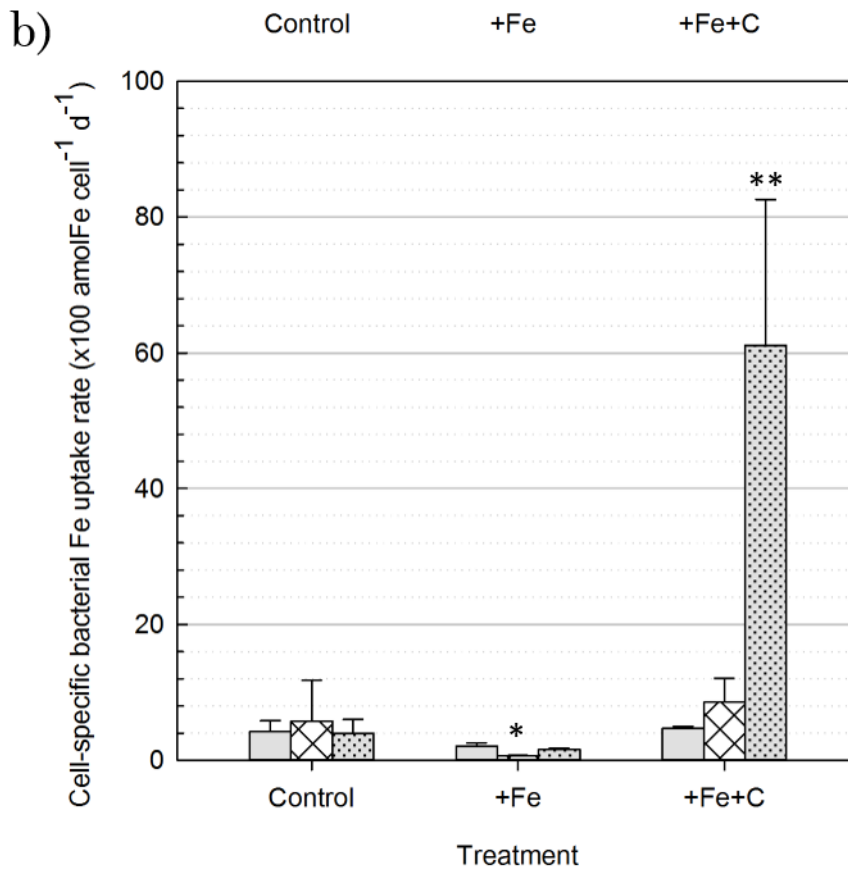 b)
Control +Fe +Fe+C
Cell-specific bacterial Fe uptake rate (x100 amolFe cell⁻¹ d⁻¹)
100
80
60
40
20
0
*
**
Control +Fe +Fe+C
Treatment